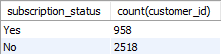 subscription_status count(customer_id)
Yes 958
No 2518